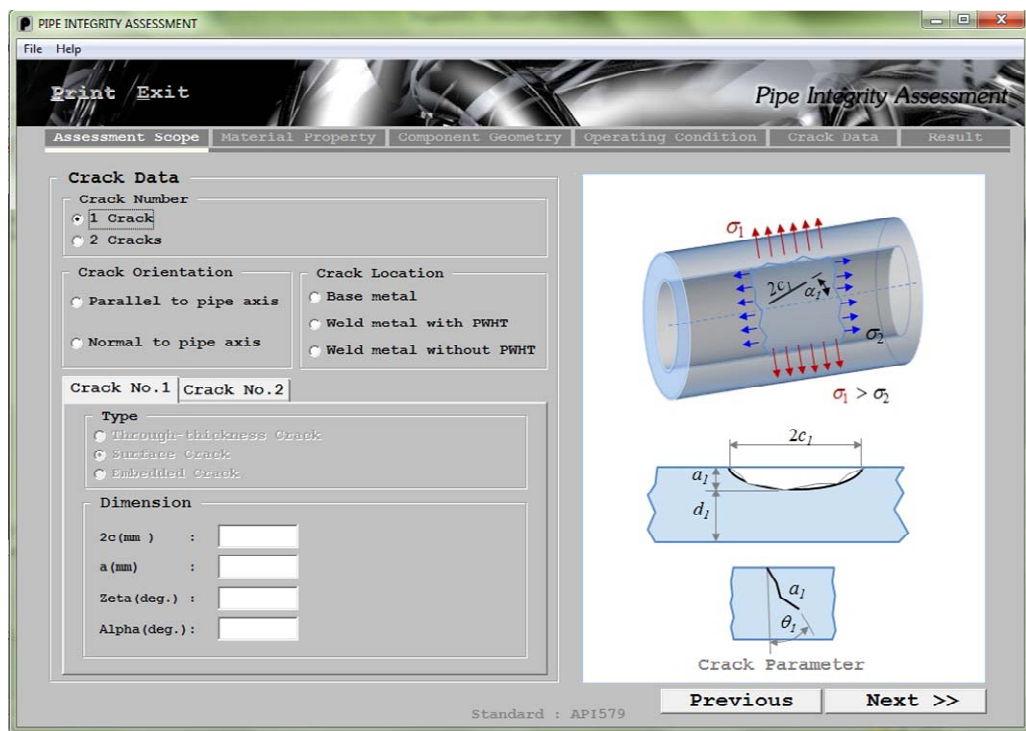 PIPE INTEGRITY ASSESSMENT
File Help
Print Exit
Pipe Integrity Assessment
Assessment Scope Material Property Component Geometry Operating Condition Crack Data Result
Crack Data
Crack Number
1 Crack
2 Cracks
Crack Orientation
Parallel to pipe axis
Normal to pipe axis
Crack Location
Base metal
Weld metal with PWHT
Weld metal without PWHT
Crack No.1 Crack No.2
Type
Through-thickness Crack
Surface Crack
Embedded Crack
Dimension
2c(mm ) :
a(mm) :
Zeta(deg.) :
Alpha(deg.):
σ1
2c1
α1
σ2
σ1 > σ2
2c1
a1
d1
a1
θ1
Crack Parameter
Previous Next >>
Standard : API579